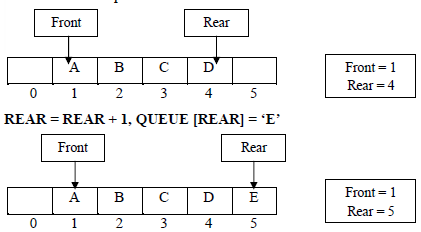 Front Rear
A B C D
0 1 2 3 4 5
Front = 1
Rear = 4
REAR = REAR + 1, QUEUE [REAR] = ‘E’
Front Rear
A B C D E
0 1 2 3 4 5
Front = 1
Rear = 5